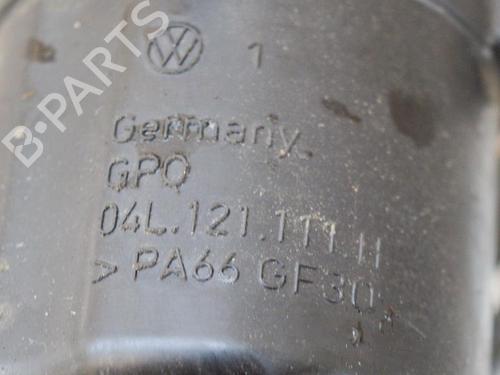 B-PARTS
VW 1
Germany.
GPO
04L.121.111.H
>PA66 GF30